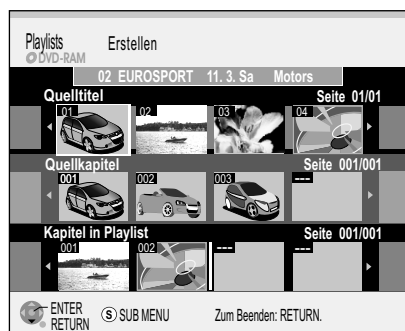 Playlists Erstellen
DVD-RAM
02 EUROSPORT 11. 3. Sa Motors
Quelltitel Seite 01/01
01 02 03 04
Quellkapitel Seite 001/001
001 002 003 ---
Kapitel in Playlist Seite 001/001
001 002 --- ---
ENTER S SUB MENU Zum Beenden: RETURN.
RETURN